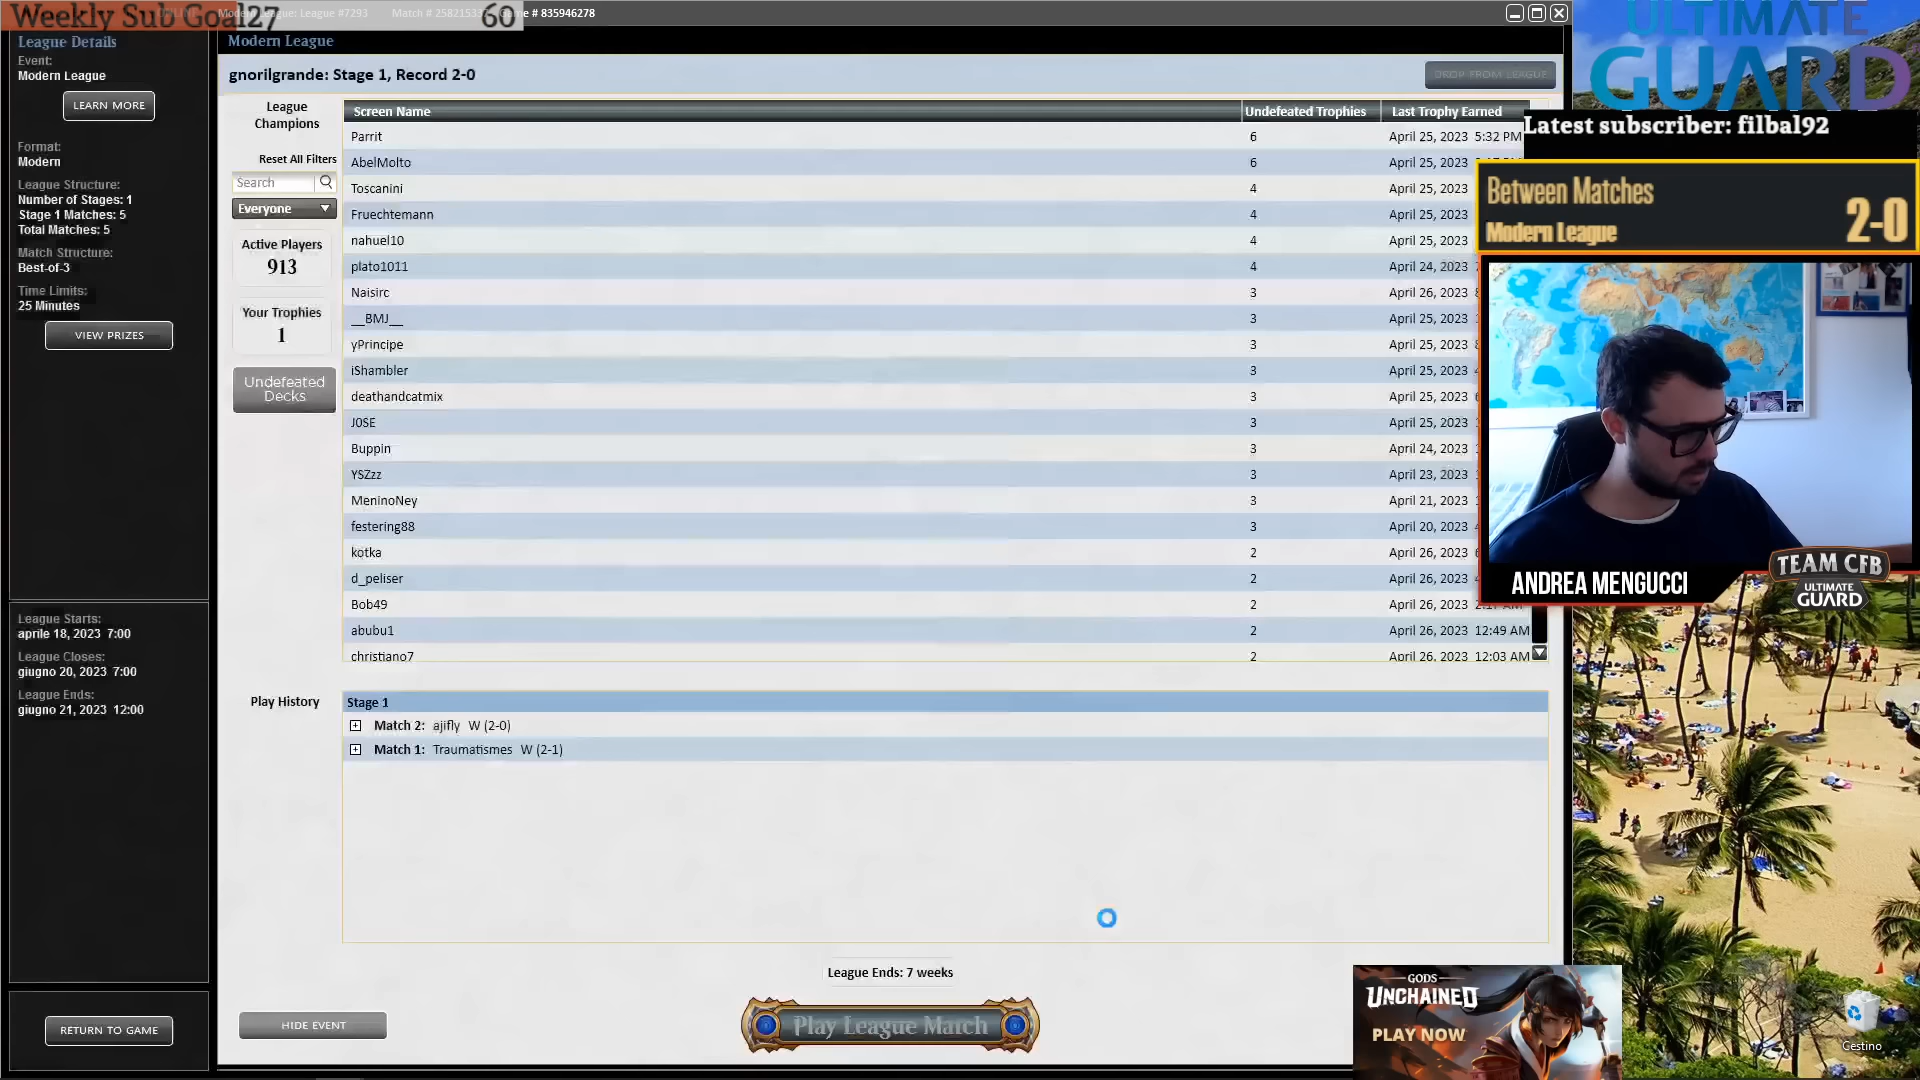 Weekly Sub Goal27
60
Modern League: League #7293
Game # 835946278
League Details
Event:
Modern League
LEARN MORE
Format:
Modern
League Structure:
Number of Stages: 1
Stage 1 Matches: 5
Total Matches: 5
Match Structure:
Best-of-3
Time Limits:
25 Minutes
VIEW PRIZES
League Starts:
aprile 18, 2023 7:00
League Closes:
giugno 20, 2023 7:00
League Ends:
giugno 21, 2023 12:00
RETURN TO GAME
Modern League
gnorilgrande: Stage 1, Record 2-0
DROP FROM LEAGUE
League
Champions
Reset All Filters
Search
Everyone
Active Players
913
Your Trophies
1
Undefeated
Decks
Screen Name Undefeated Trophies Last Trophy Earned
Parrit 6 April 25, 2023 5:32 PM
AbelMolto 6 April 25, 2023
Toscanini 4 April 25, 2023
Fruechtemann 4 April 25, 2023
nahuel10 4 April 25, 2023
plato1011 4 April 24, 2023
Naisirc 3 April 26, 2023
__BMJ__ 3 April 25, 2023
yPrincipe 3 April 25, 2023
iShambler 3 April 25, 2023
deathandcatmix 3 April 25, 2023
J0SE 3 April 25, 2023
Buppin 3 April 24, 2023
YSZzz 3 April 23, 2023
MeninoNey 3 April 21, 2023
festering88 3 April 20, 2023
kotka 2 April 26, 2023
d_peliser 2 April 26, 2023
Bob49 2 April 26, 2023
abubu1 2 April 26, 2023 12:49 AM
christiano7 2 April 26, 2023 12:03 AM
Play History
Stage 1
Match 2: ajifly W (2-0)
Match 1: Traumatismes W (2-1)
League Ends: 7 weeks
HIDE EVENT
Play League Match
ULTIMATE
GUARD
Latest subscriber: filbal92
Between Matches
Modern League
2-0
ANDREA MENGUCCI
TEAM CFB
ULTIMATE
GUARD
GODS
UNCHAINED
PLAY NOW
Cestino